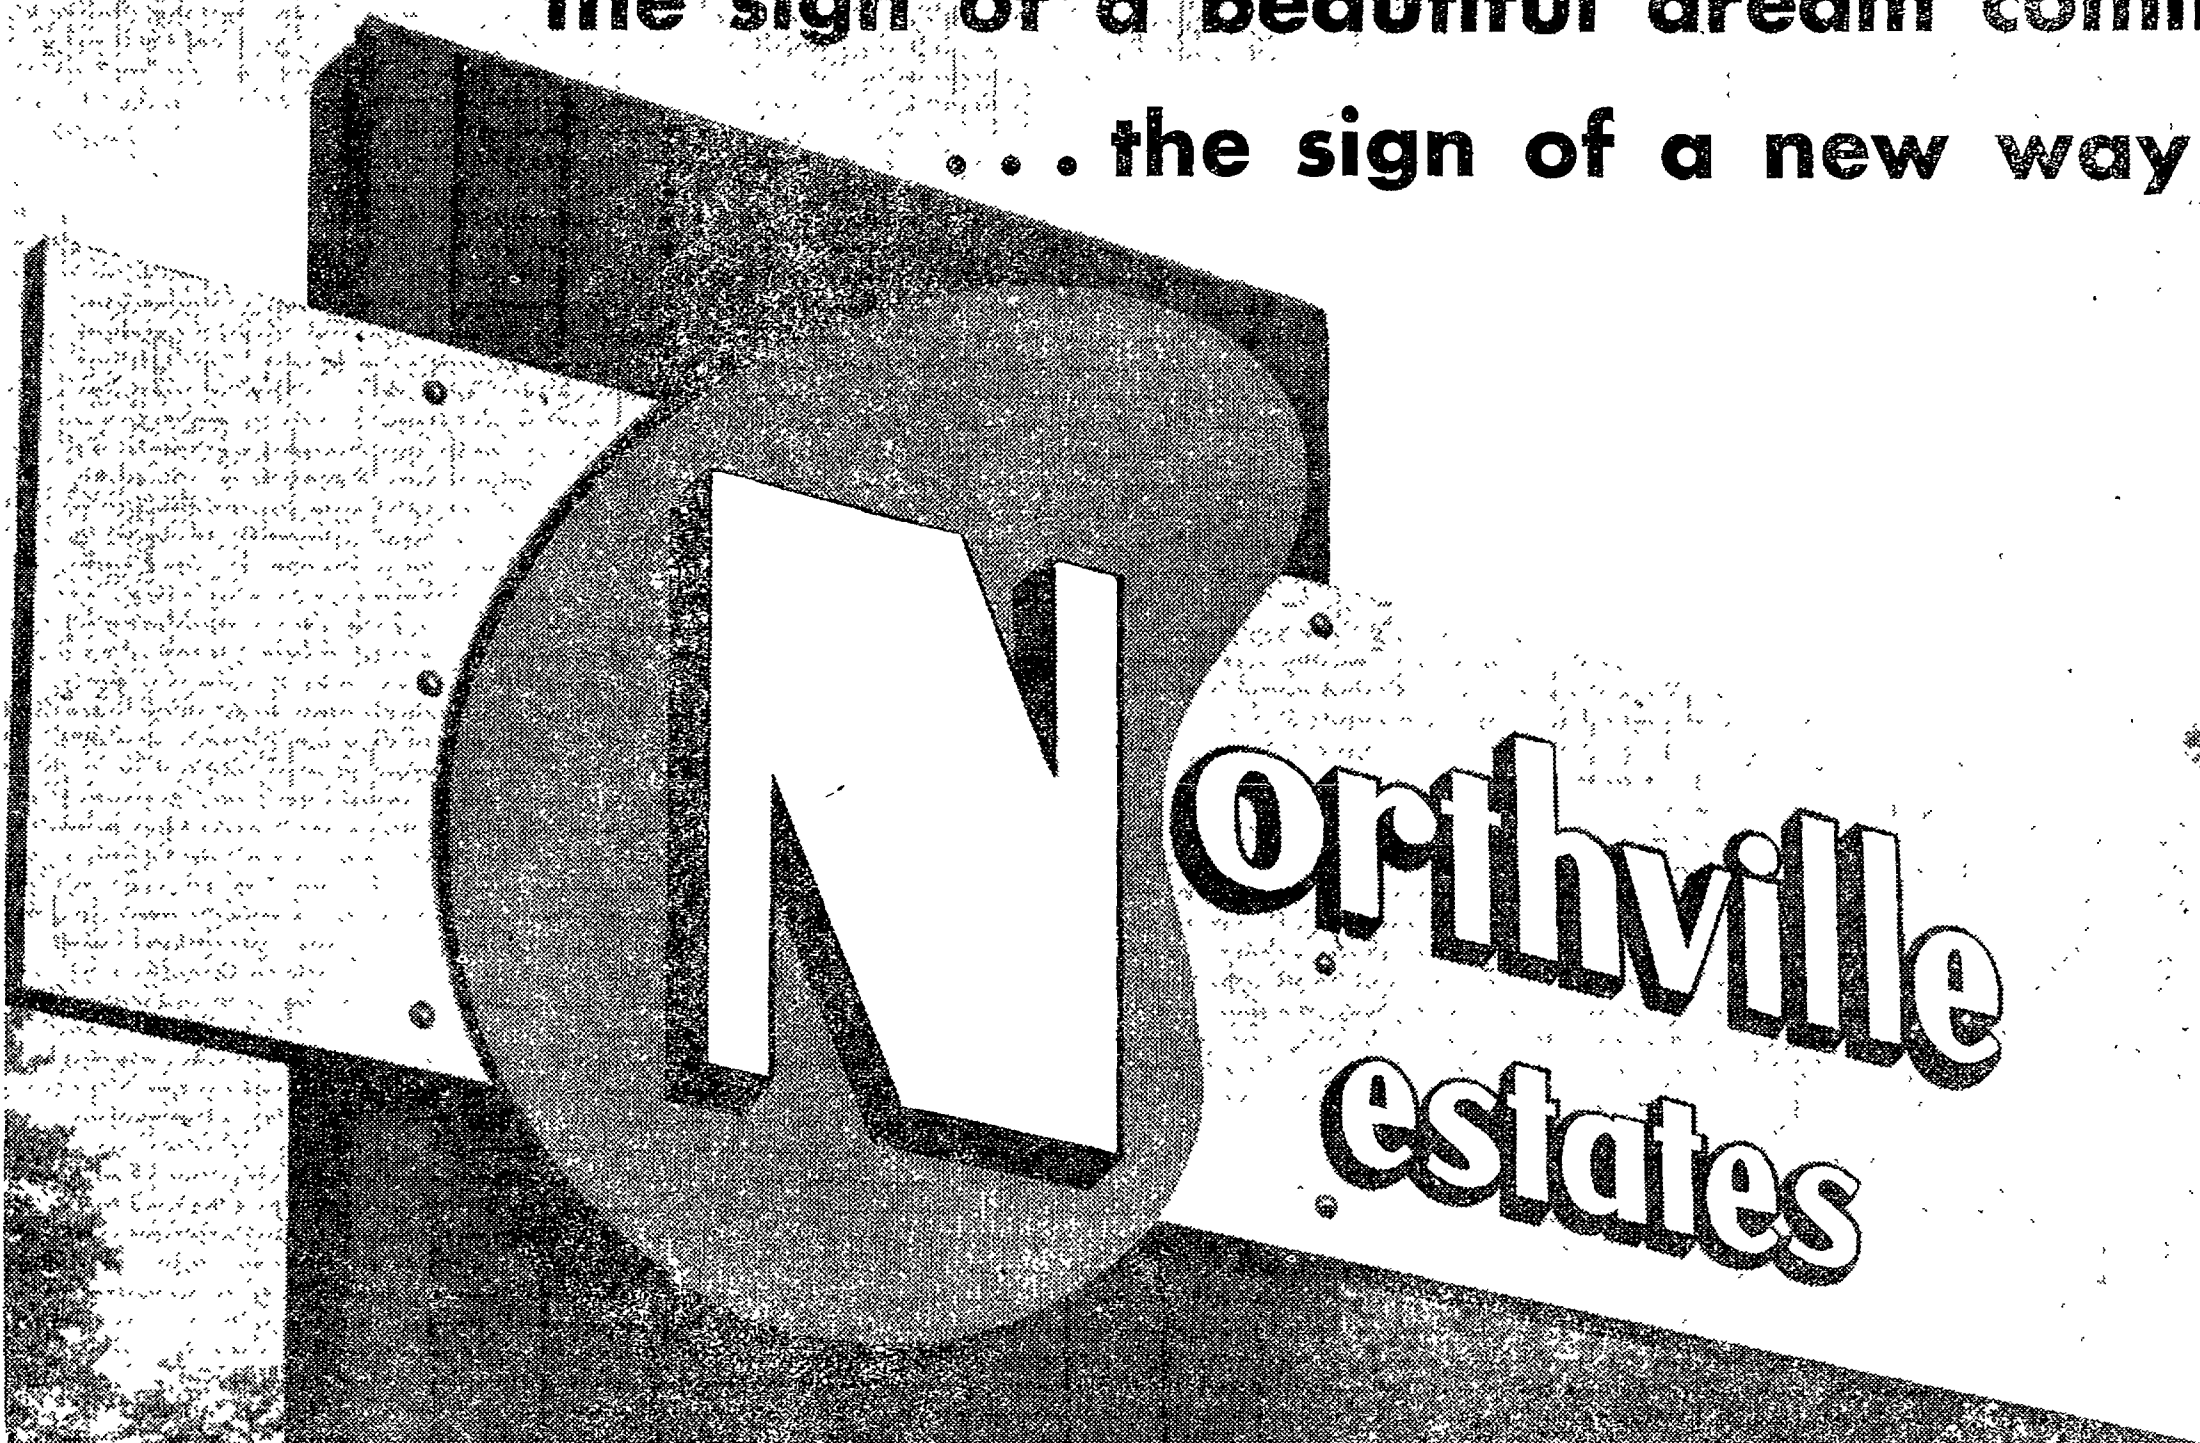 the sign of a beautiful dream
. . . the sign of a new way
Northville
estates